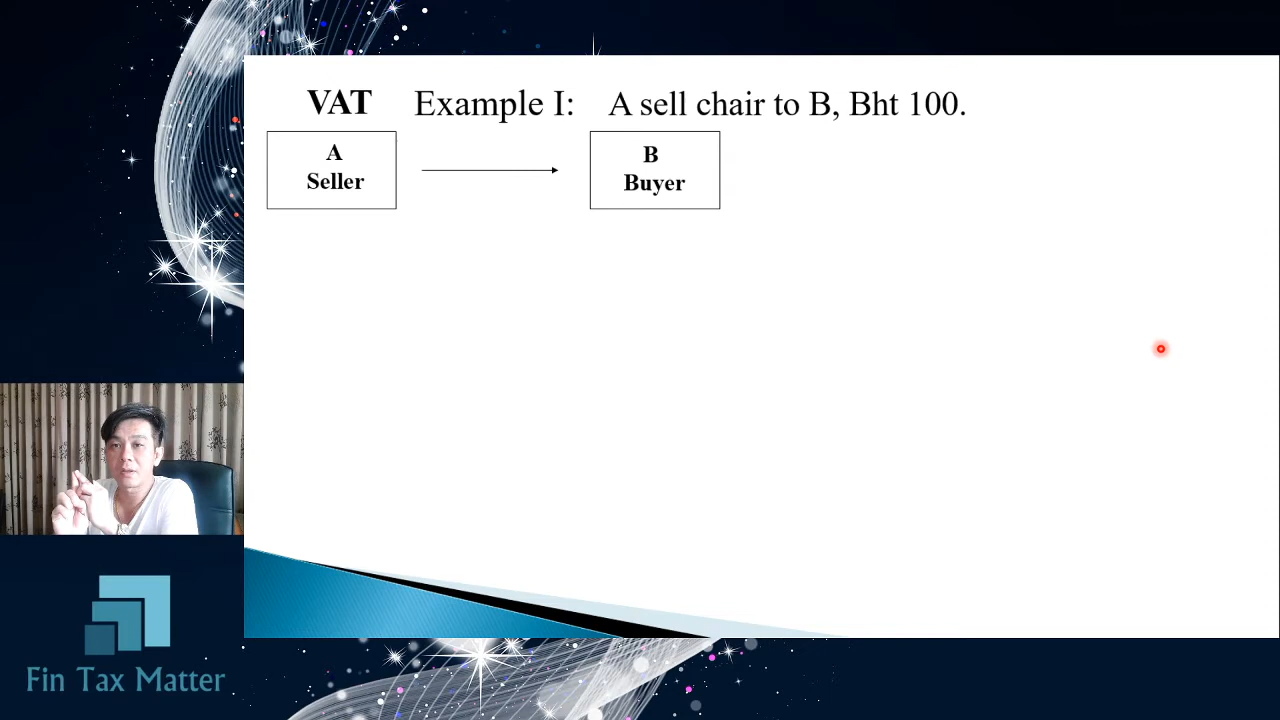 VAT Example I: A sell chair to B, Bht 100.
A
Seller
B
Buyer
Fin Tax Matter